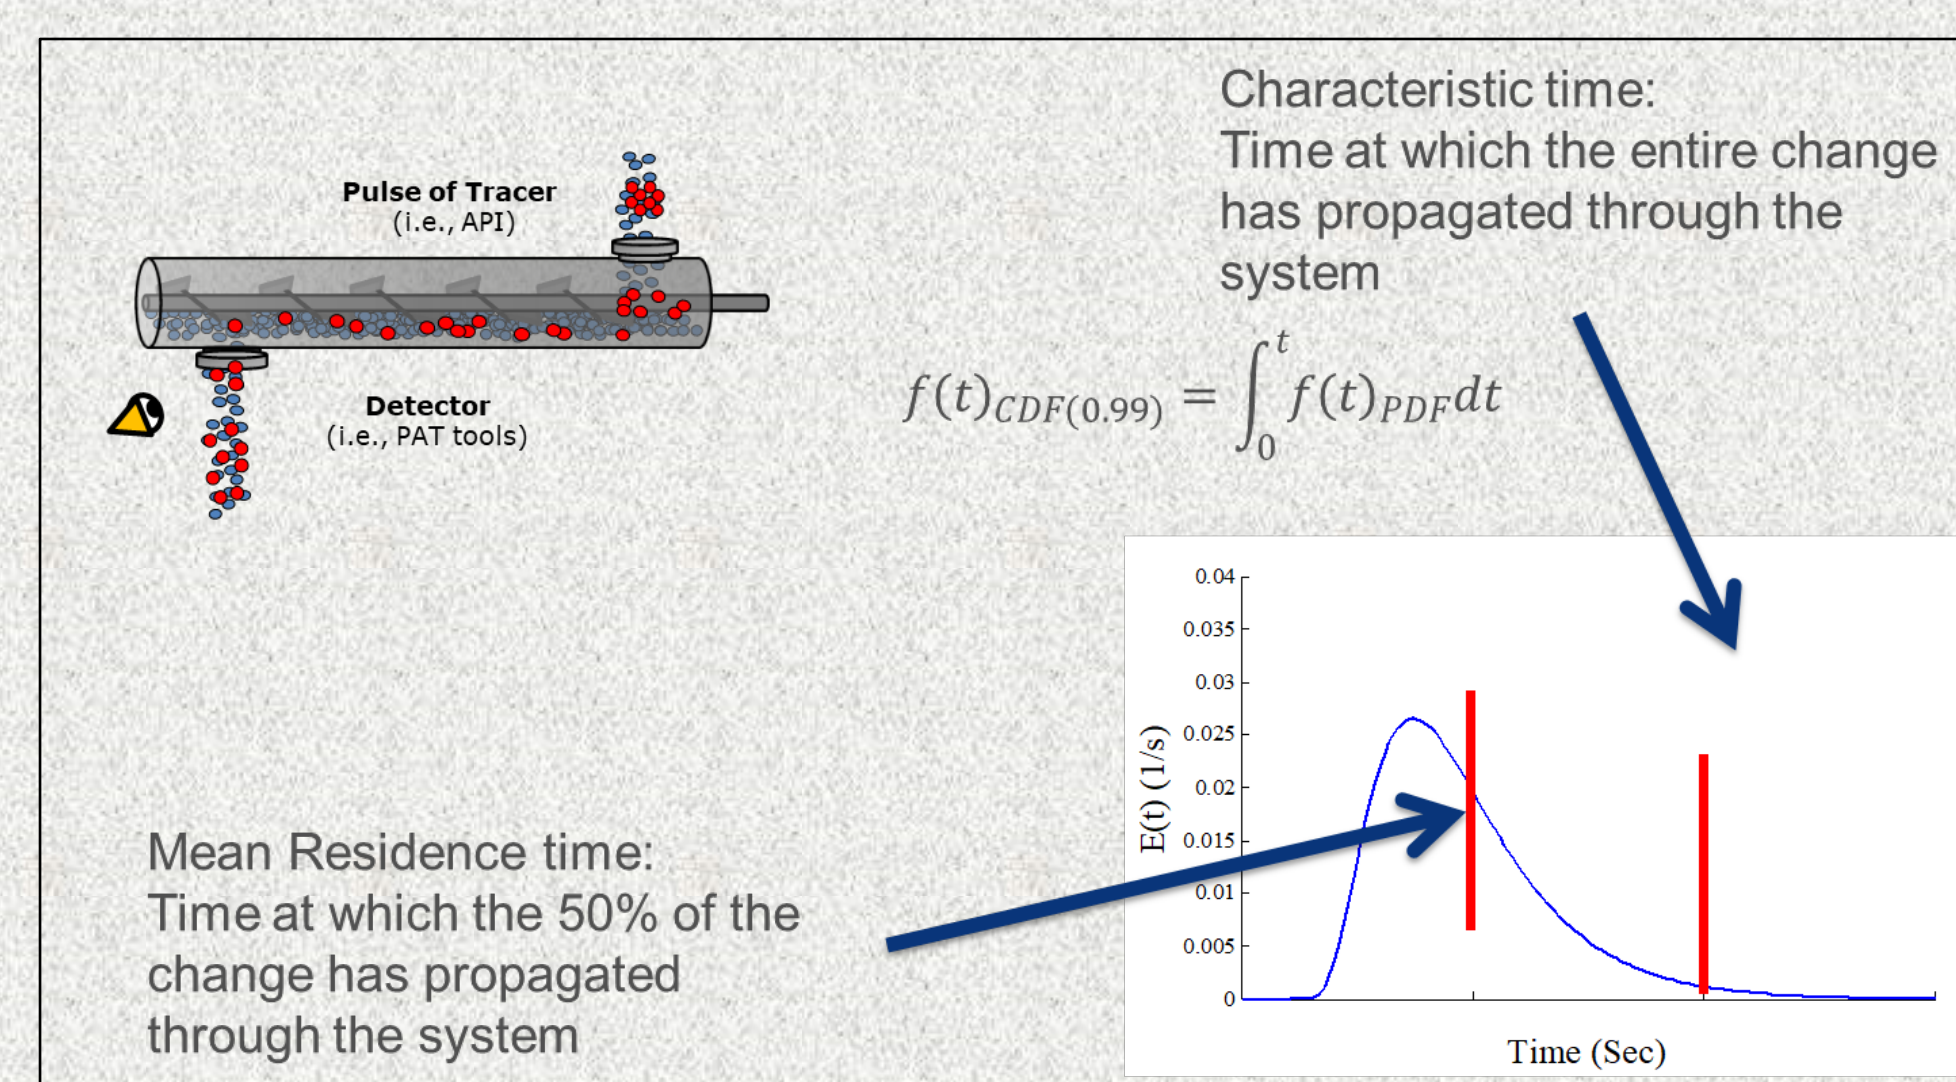 Pulse of Tracer
(i.e., API)
Detector
(i.e., PAT tools)
Characteristic time:
Time at which the entire change
has propagated through the
system
f(t)CDF(0.99) = ∫0t f(t)PDFdt
Mean Residence time:
Time at which the 50% of the
change has propagated
through the system
0.04
0.035
0.03
0.025
0.02
0.015
0.01
0.005
0
E(t) (1/s)
Time (Sec)